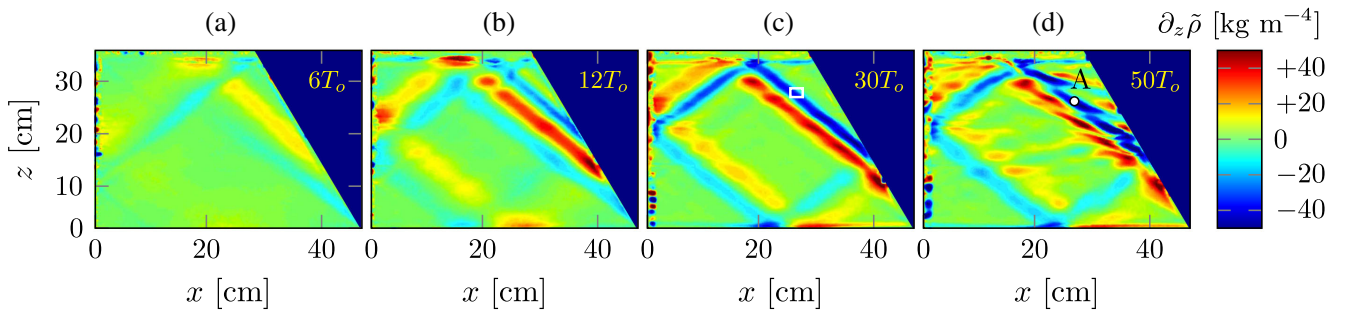 (a) (b) (c) (d) ∂zρ̃ [kg m−4]
6To 12To 30To 50To
A
z [cm]
30
20
10
0
+40
+20
0
−20
−40
0 20 40 0 20 40 0 20 40 0 20 40
x [cm] x [cm] x [cm] x [cm]